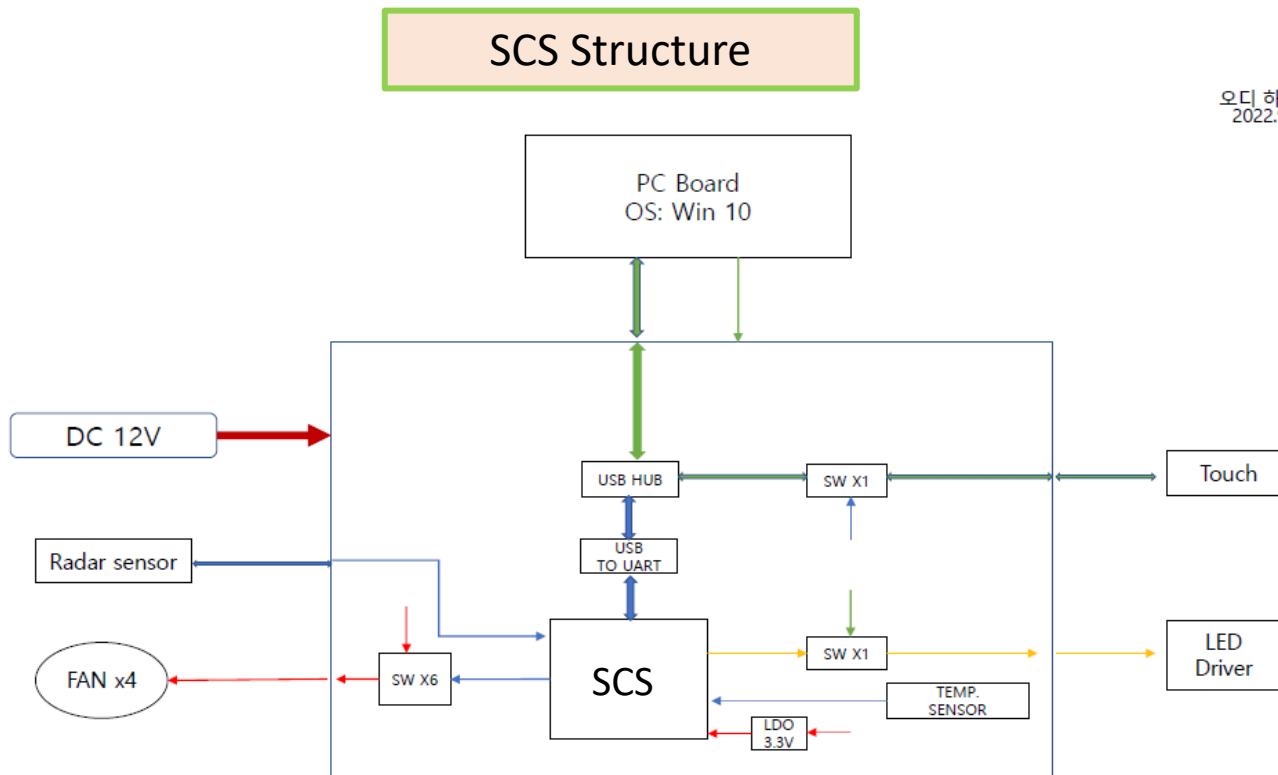 SCS Structure
오디
2022.
PC Board
OS: Win 10
DC 12V
USB HUB
SW X1
Touch
Radar sensor
USB
TO UART
FAN x4
SW X6
SCS
SW X1
LED
Driver
TEMP.
SENSOR
LDO
3.3V